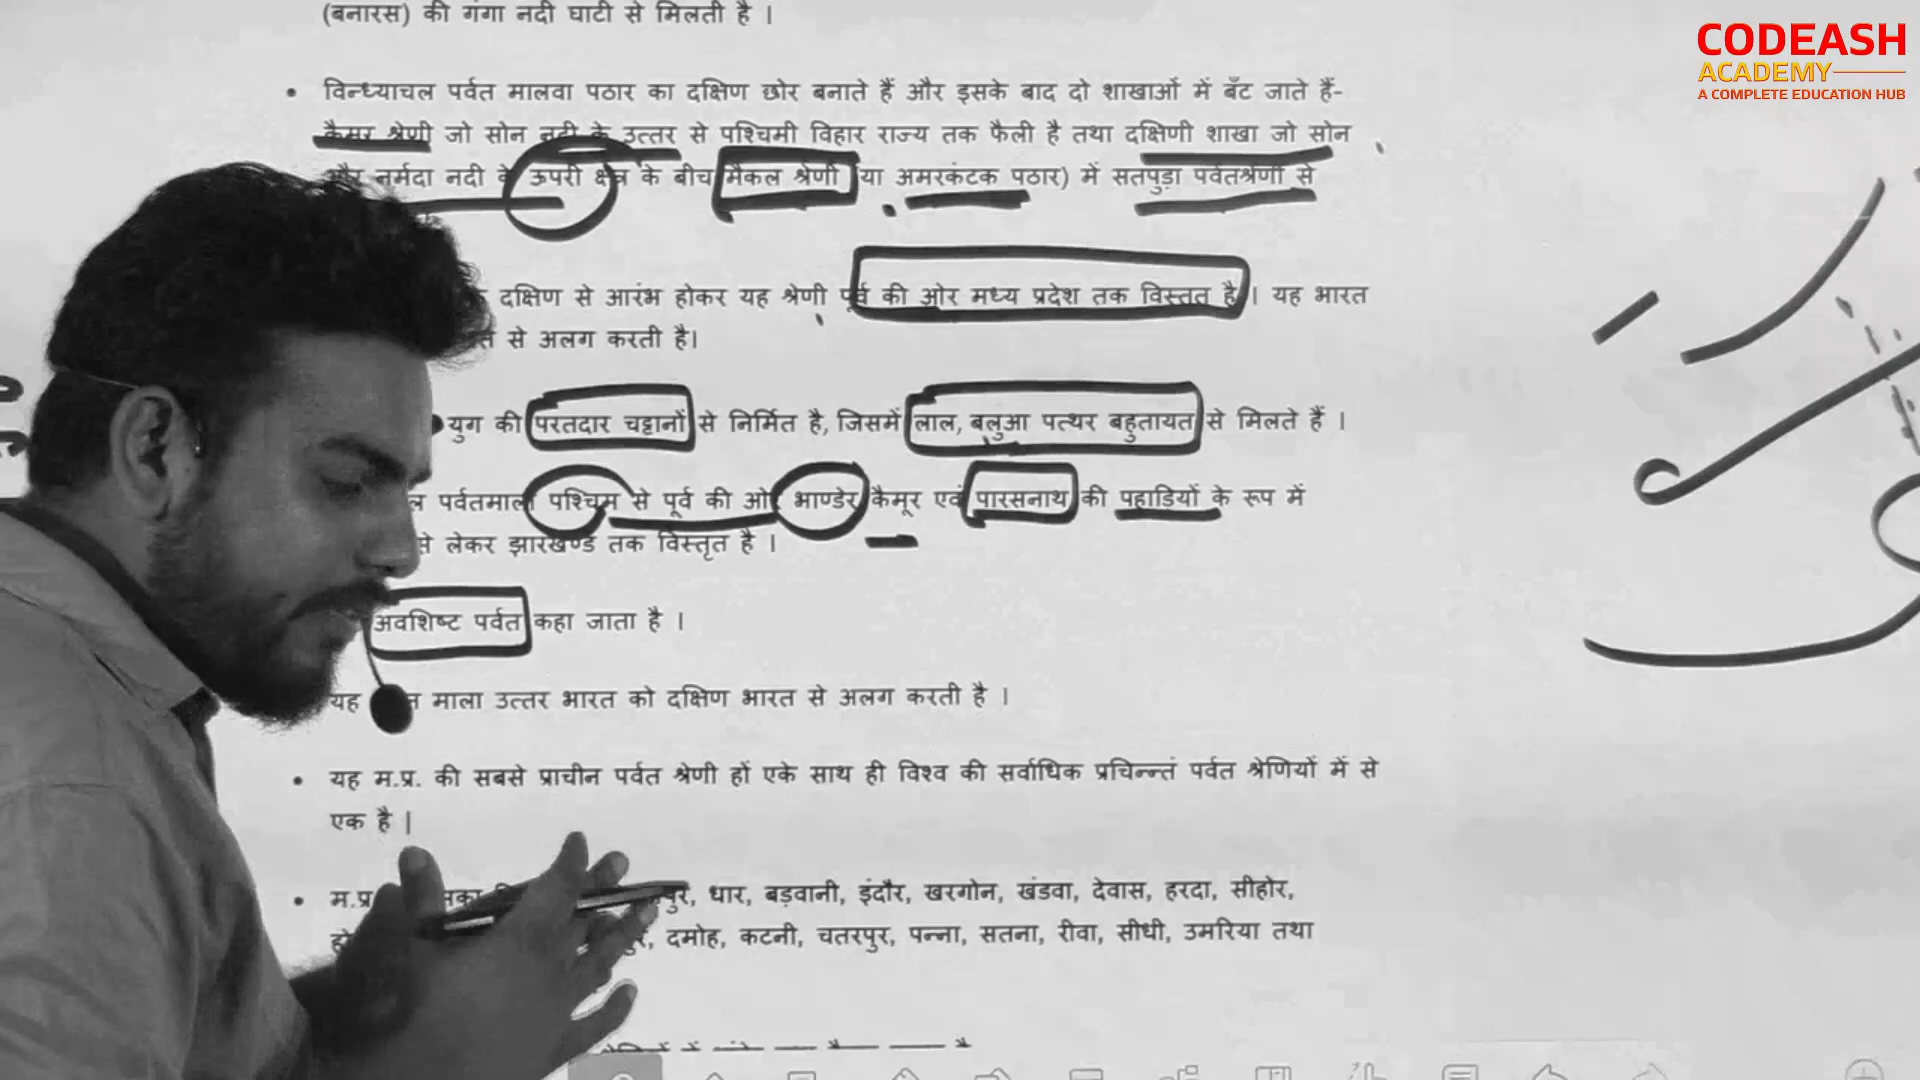 (बनारस) की गंगा नदी घाटी से मिलती है ।
CODEASH
ACADEMY
A COMPLETE EDUCATION HUB
• विन्ध्याचल पर्वत मालवा पठार का दक्षिण छोर बनाते हैं और इसके बाद दो शाखाओं में बँट जाते हैं-
कैमर श्रेणी जो सोन नदी के उत्तर से पश्चिमी विहार राज्य तक फैली है तथा दक्षिणी शाखा जो सोन
नर्मदा नदी के ऊपरी क्षेत्र के बीच मैकल श्रेणी (या अमरकंटक पठार) में सतपुड़ा पर्वतश्रेणी से
दक्षिण से आरंभ होकर यह श्रेणी पूर्व की ओर मध्य प्रदेश तक विस्तृत है । यह भारत
से अलग करती है।
युग की परतदार चट्टानों से निर्मित है, जिसमें लाल, बलुआ पत्थर बहुतायत से मिलते हैं ।
पर्वतमाला पश्चिम से पूर्व की ओर भाण्डेर कैमूर एवं पारसनाथ की पहाडियों के रूप में
से लेकर झारखण्ड तक विस्तृत है ।
अवशिष्ट पर्वत कहा जाता है ।
यह माला उत्तर भारत को दक्षिण भारत से अलग करती है ।
• यह म.प्र. की सबसे प्राचीन पर्वत श्रेणी हों एके साथ ही विश्व की सर्वाधिक प्रचिन्न्तं पर्वत श्रेणियों में से
एक है |
• म.प्र धार, बड़वानी, इंदौर, खरगोन, खंडवा, देवास, हरदा, सीहोर,
दमोह, कटनी, चतरपुर, पन्ना, सतना, रीवा, सीधी, उमरिया तथा